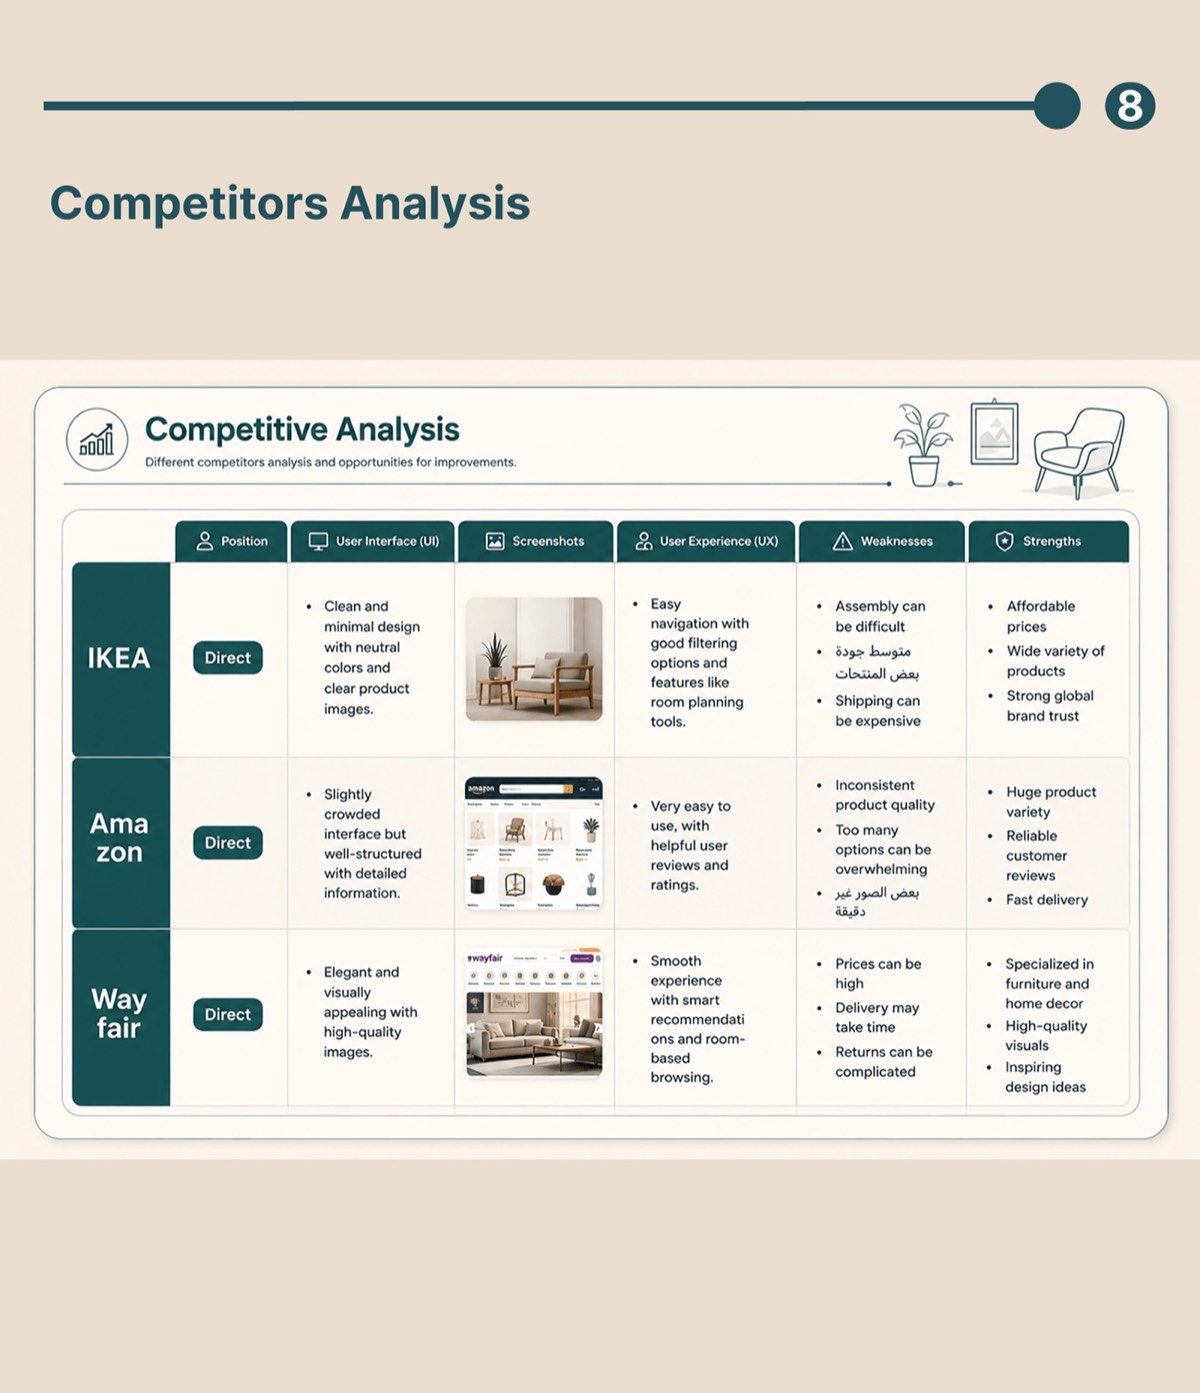 8
Competitors Analysis
Competitive Analysis
Different competitors analysis and opportunities for improvements.
Position
User Interface (UI)
Screenshots
User Experience (UX)
Weaknesses
Strengths
IKEA
Direct
• Clean and
minimal design
with neutral
colors and
clear product
images.
• Easy
navigation with
good filtering
options and
features like
room planning
tools.
• Assembly can
be difficult
• متوسط جودة
بعض المنتجات
• Shipping can
be expensive
• Affordable
prices
• Wide variety of
products
• Strong global
brand trust
Ama
zon
Direct
• Slightly
crowded
interface but
well-structured
with detailed
information.
amazon
• Very easy to
use, with
helpful user
reviews and
ratings.
• Inconsistent
product quality
• Too many
options can be
overwhelming
• بعض الصور غير
دقيقة
• Huge product
variety
• Reliable
customer
reviews
• Fast delivery
Way
fair
Direct
• Elegant and
visually
appealing with
high-quality
images.
wayfair
• Smooth
experience
with smart
recommendati
ons and room-
based
browsing.
• Prices can be
high
• Delivery may
take time
• Returns can be
complicated
• Specialized in
furniture and
home decor
• High-quality
visuals
• Inspiring
design ideas